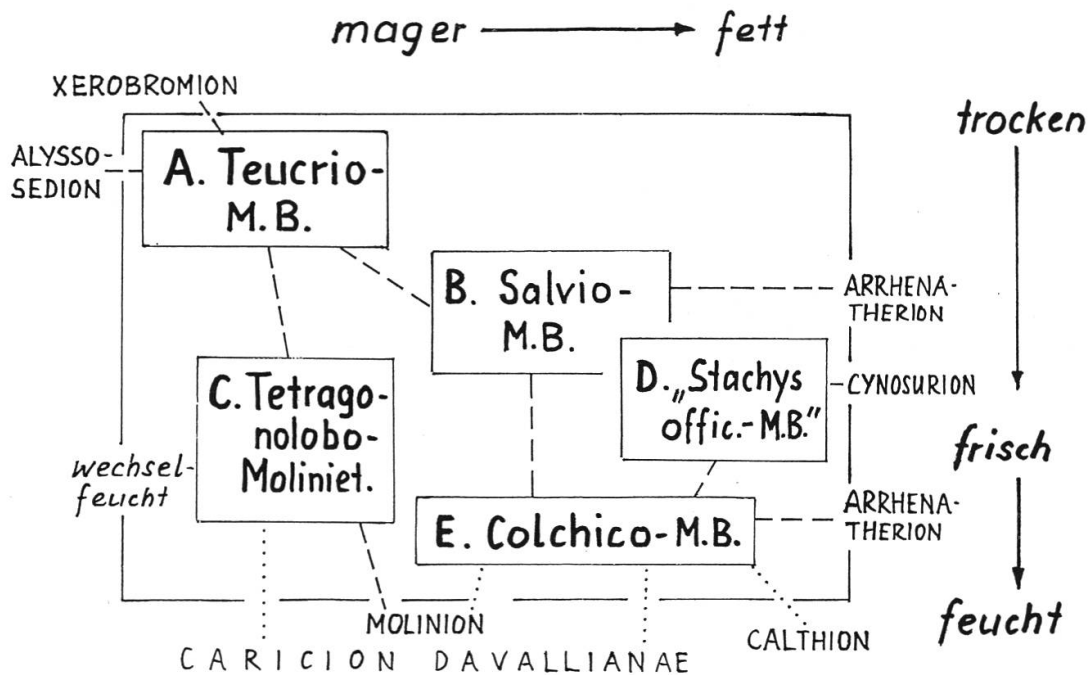 mager fett
XEROBROMION
trocken
ALYSSO-
SEDION
A. Teucrio-
M.B.
B. Salvio-
M.B.
ARRHENA-
THERION
C. Tetrago-
nolobo-
Moliniet.
D. „Stachys
offic.-M.B.”
CYNOSURION
frisch
wechsel-
feucht
E. Colchico-M.B.
ARRHENA-
THERION
feucht
MOLINION
CALTHION
CARICION DAVALLIANAE